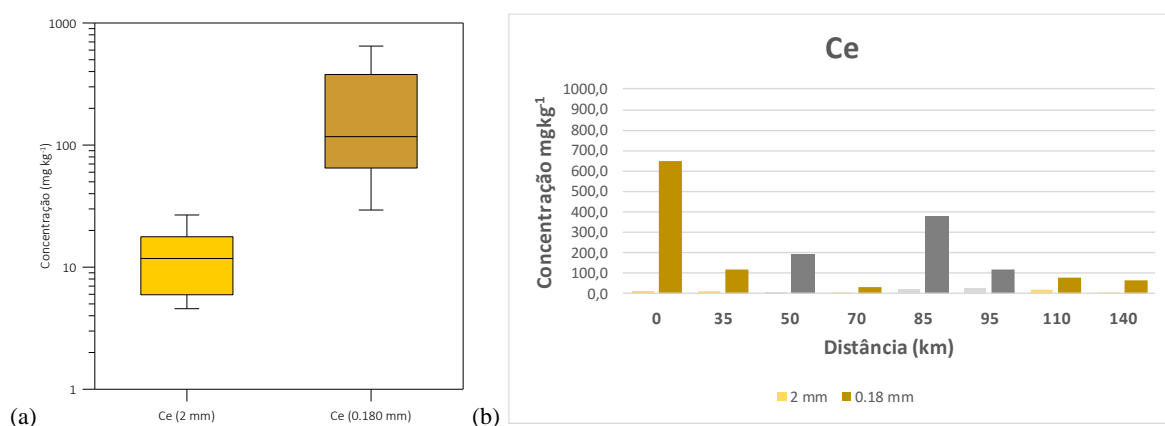 1000
100
10
1
Concentração (mg kg⁻¹)
Ce (2 mm) Ce (0.180 mm)
(a)
Ce
1000,0
900,0
800,0
700,0
600,0
500,0
400,0
300,0
200,0
100,0
0,0
Concentração mgkg⁻¹
0 35 50 70 85 95 110 140
Distância (km)
2 mm 0.18 mm
(b)